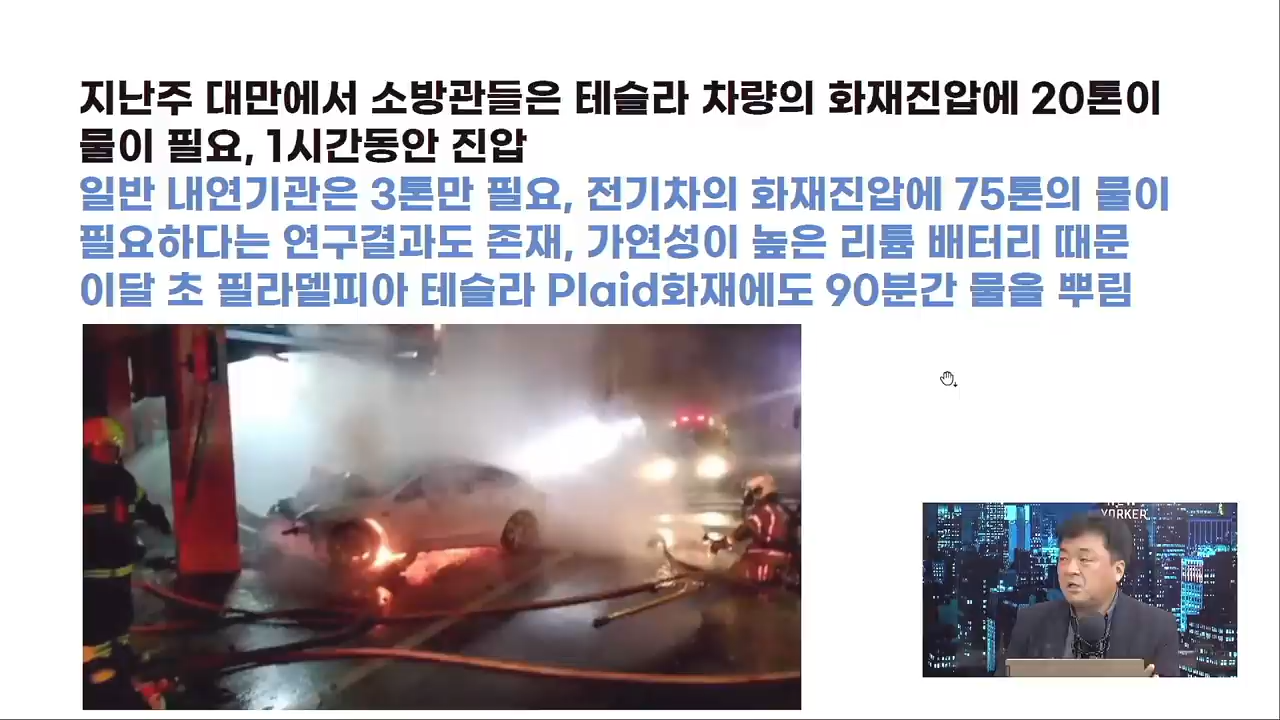 지난주 대만에서 소방관들은 테슬라 차량의 화재진압에 20톤이
물이 필요, 1시간동안 진압
일반 내연기관은 3톤만 필요, 전기차의 화재진압에 75톤의 물이
필요하다는 연구결과도 존재, 가연성이 높은 리튬 배터리 때문
이달 초 필라델피아 테슬라 Plaid화재에도 90분간 물을 뿌림
NEW
YORKER